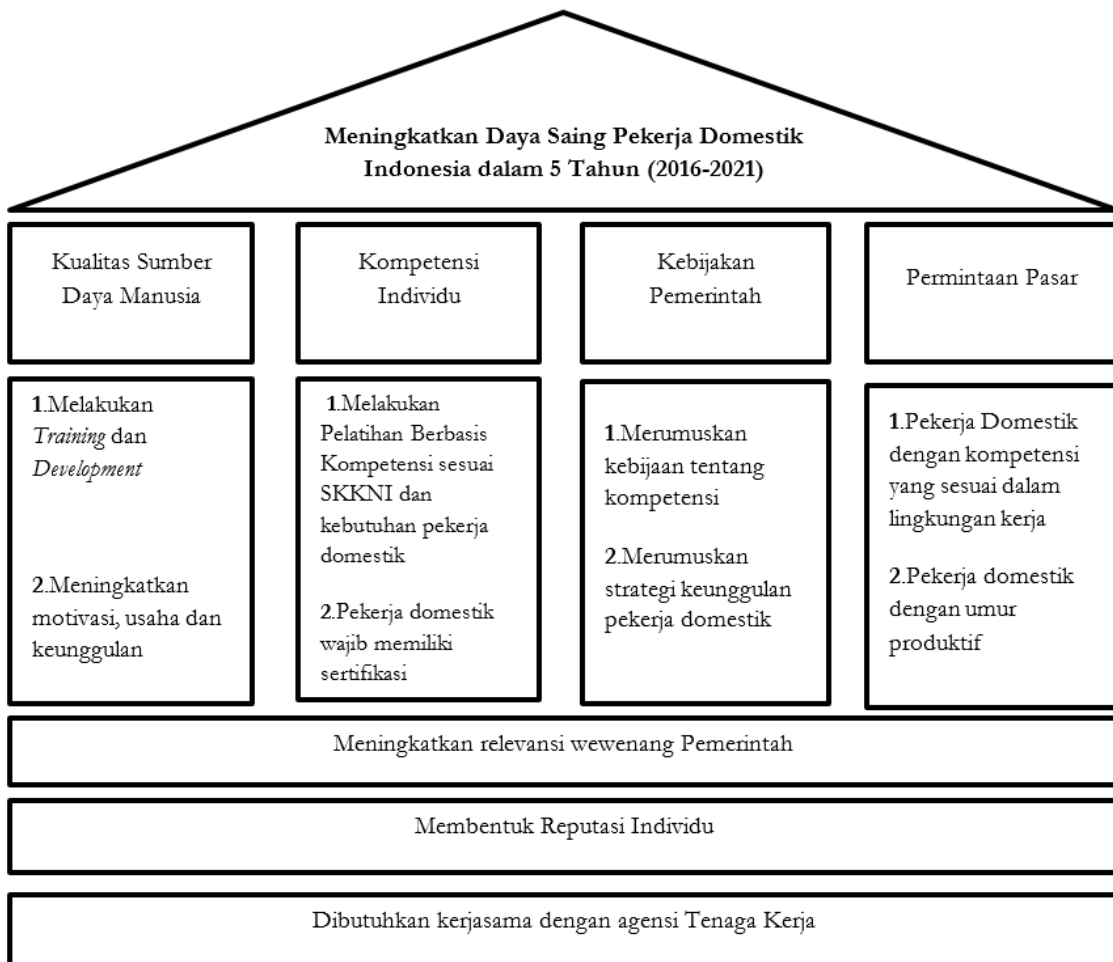 Meningkatkan Daya Saing Pekerja Domestik
Indonesia dalam 5 Tahun (2016-2021)
Kualitas Sumber
Daya Manusia
Kompetensi
Individu
Kebijakan
Pemerintah
Permintaan Pasar
1.Melakukan
Training dan
Development
2.Meningkatkan
motivasi, usaha dan
keunggulan
1.Melakukan
Pelatihan Berbasis
Kompetensi sesuai
SKKNI dan
kebutuhan pekerja
domestik
2.Pekerja domestik
wajib memiliki
sertifikasi
1.Merumuskan
kebijaan tentang
kompetensi
2.Merumuskan
strategi keunggulan
pekerja domestik
1.Pekerja Domestik
dengan kompetensi
yang sesuai dalam
lingkungan kerja
2.Pekerja domestik
dengan umur
produktif
Meningkatkan relevansi wewenang Pemerintah
Membentuk Reputasi Individu
Dibutuhkan kerjasama dengan agensi Tenaga Kerja